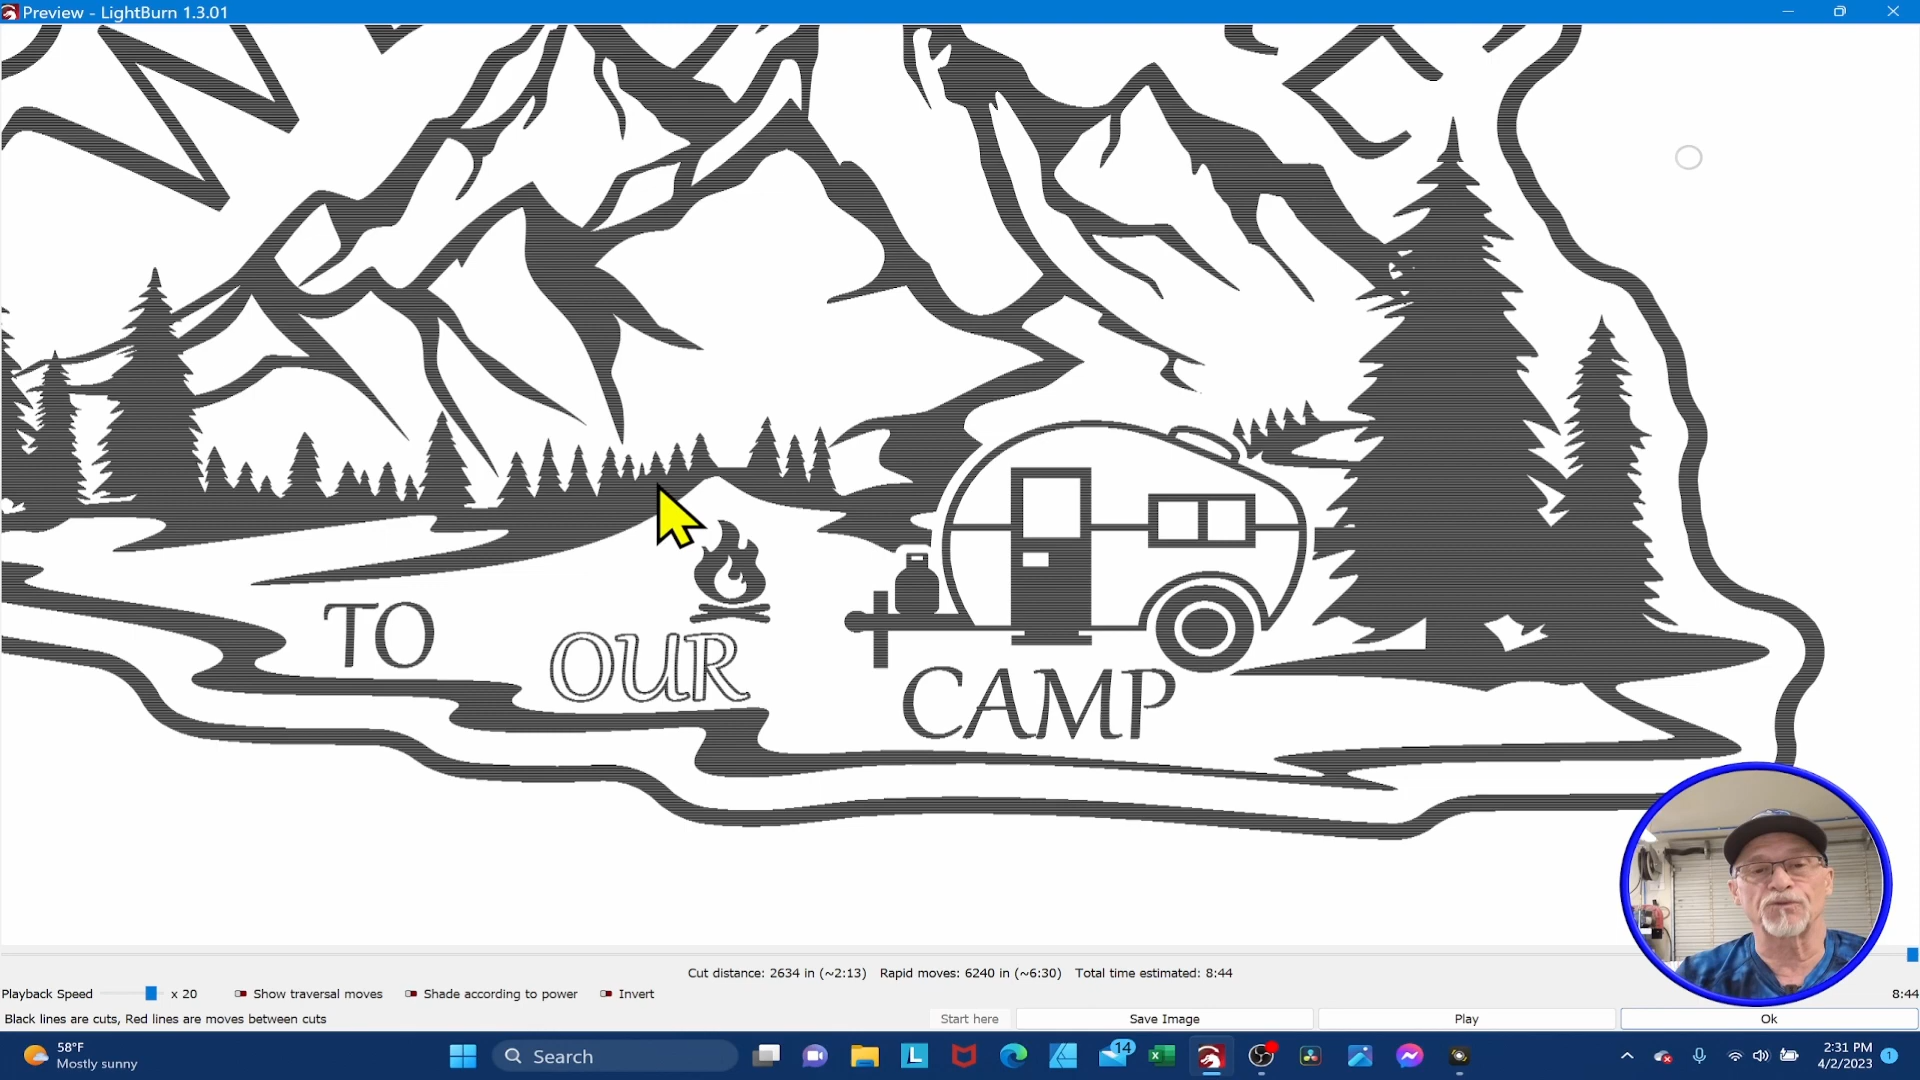 Preview - LightBurn 1.3.01
TO
OUR
CAMP
Cut distance: 2634 in (~2:13) Rapid moves: 6240 in (~6:30) Total time estimated: 8:44
Playback Speed x 20 Show traversal moves Shade according to power Invert 8:44
Black lines are cuts, Red lines are moves between cuts Start here Save Image Play Ok
58°F
Mostly sunny
Search
14
2:31 PM
4/2/2023
1